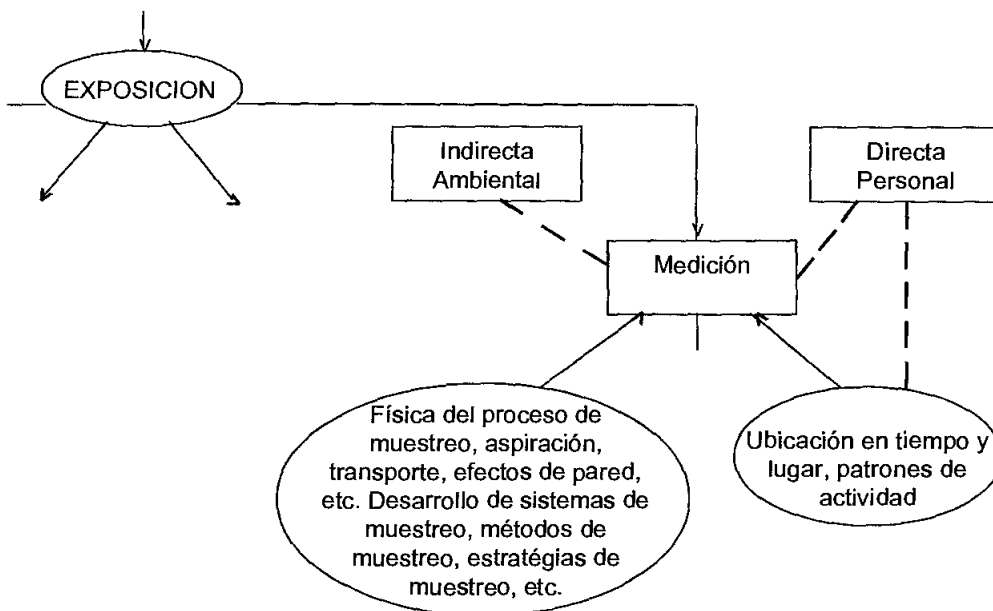 EXPOSICION
Indirecta
Ambiental
Directa
Personal
Medición
Física del proceso de
muestreo, aspiración,
transporte, efectos de pared,
etc. Desarrollo de sistemas de
muestreo, métodos de
muestreo, estratégias de
muestreo, etc.
Ubicación en tiempo y
lugar, patrones de
actividad